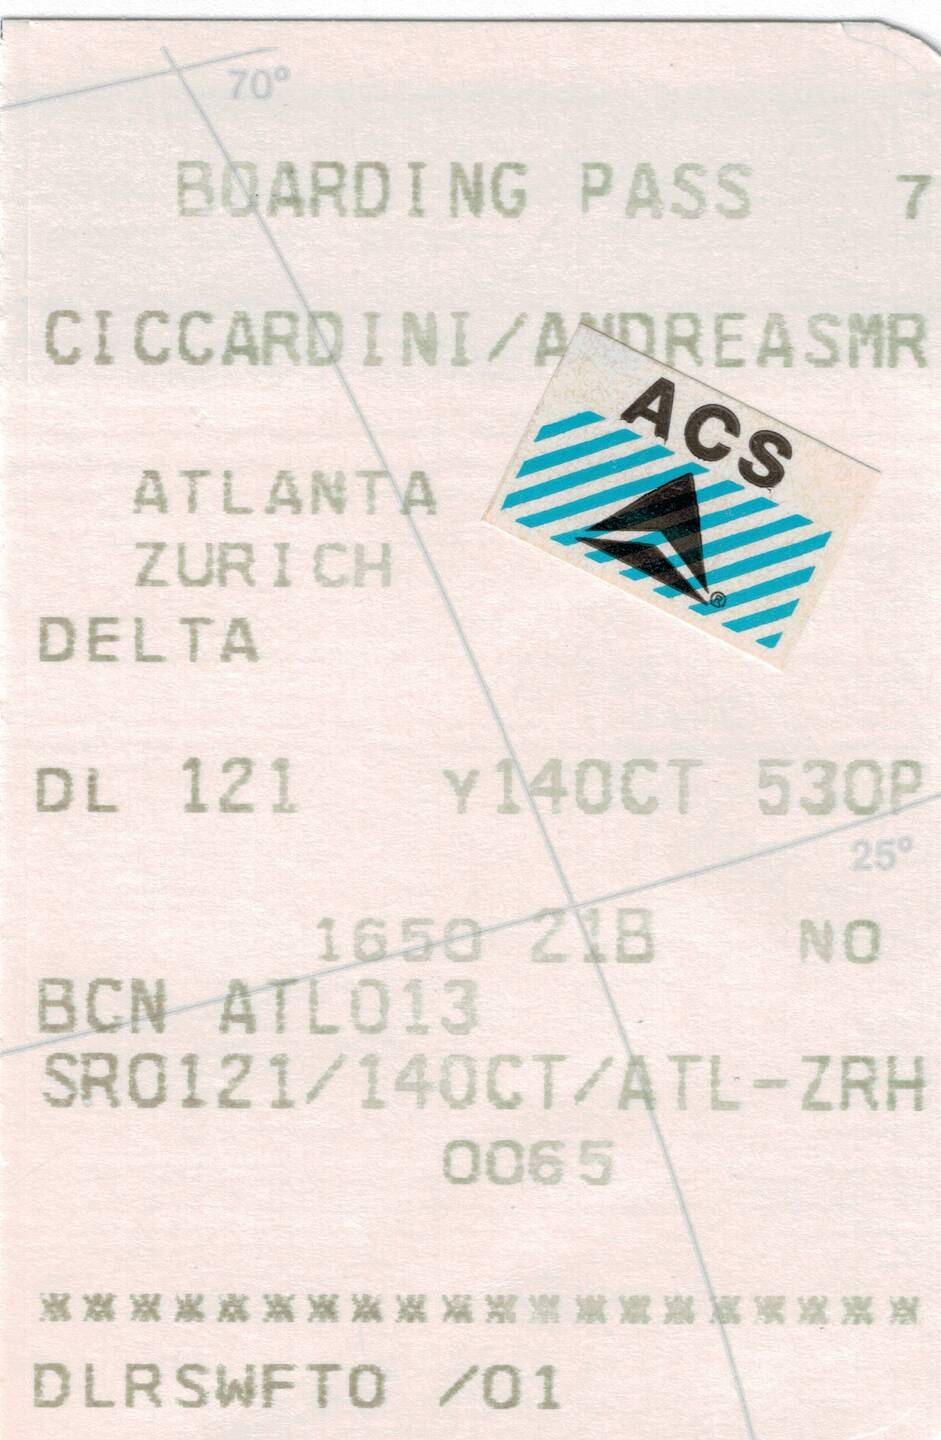 70°
BOARDING PASS 7
CICCARDINI/ANDREASMR
ACS
ATLANTA
ZURICH
DELTA
®
DL 121 Y14OCT 530P
25°
1650 21B NO
BCN ATL013
SR0121/14OCT/ATL-ZRH
0065
********************
DLRSWFTO /01